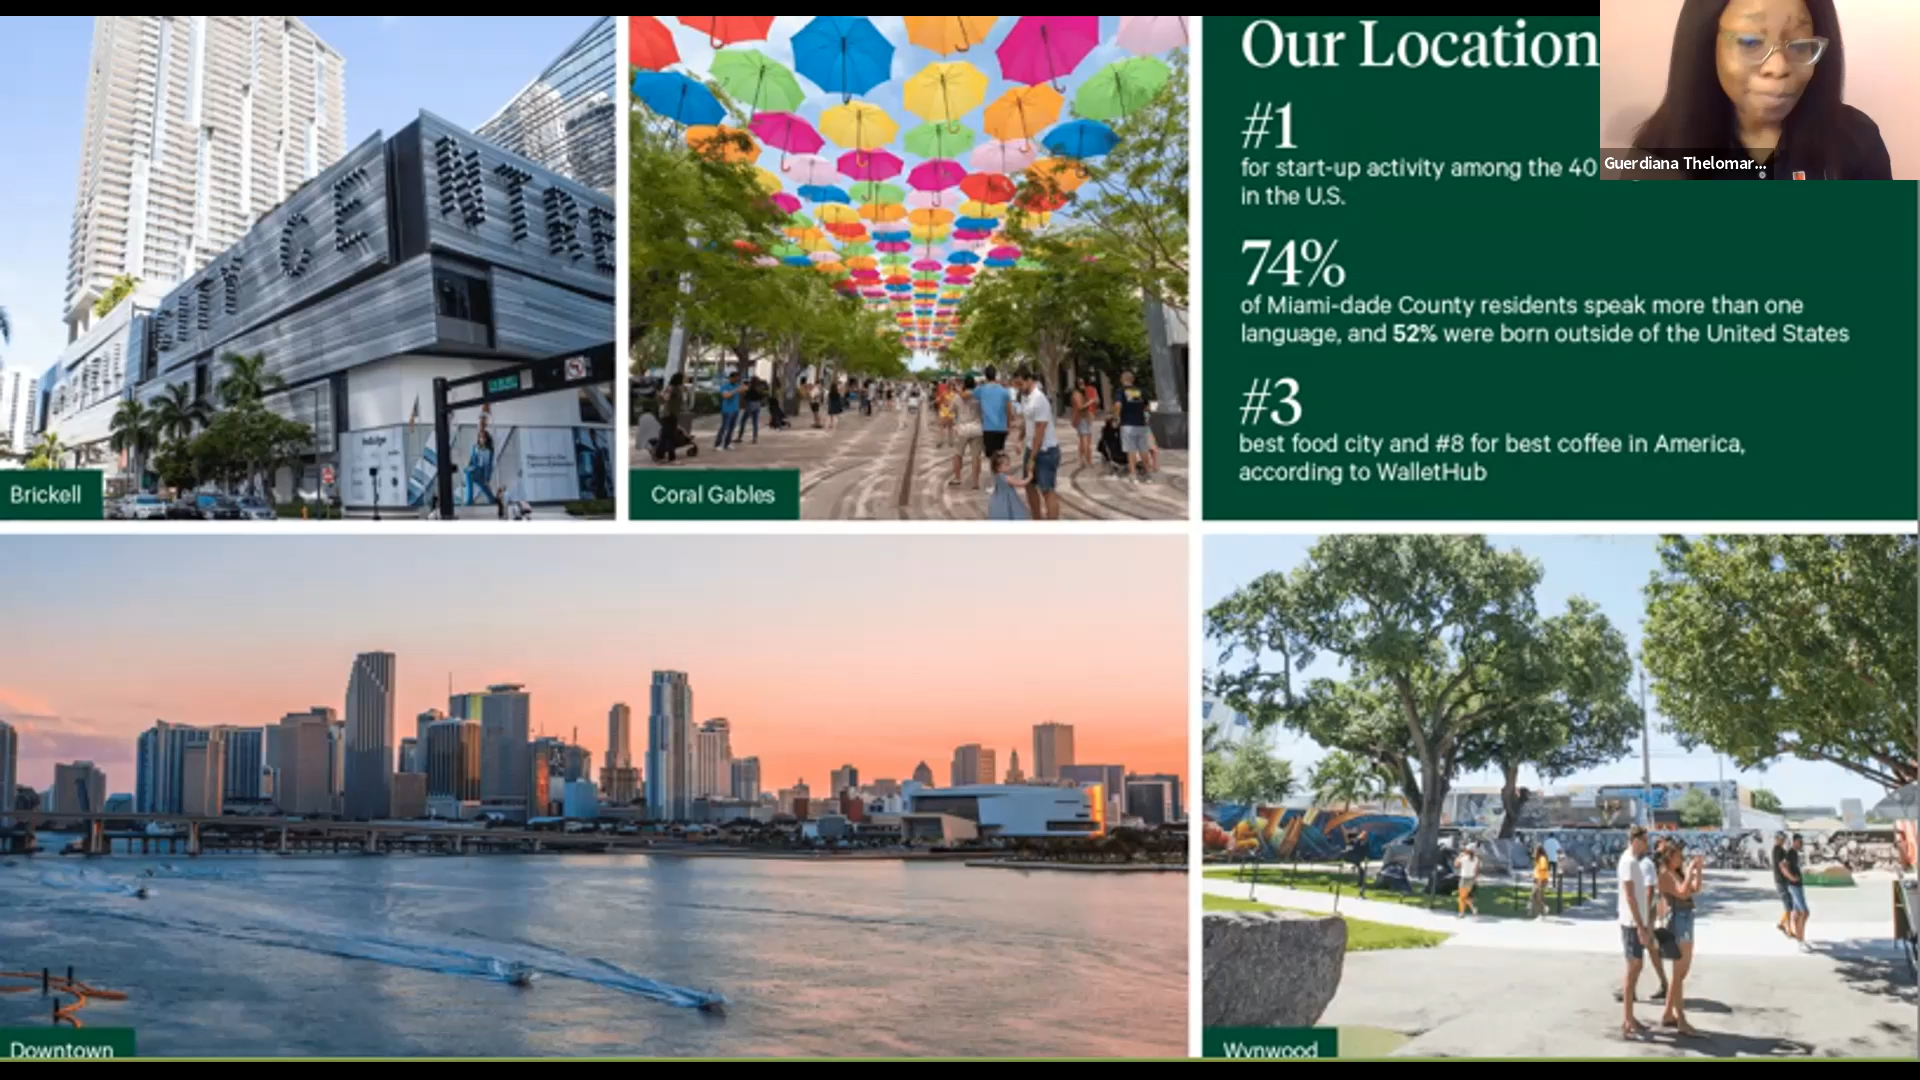 Our Location
#1
for start-up activity among the 40
in the U.S.
74%
of Miami-dade County residents speak more than one
language, and 52% were born outside of the United States
#3
best food city and #8 for best coffee in America,
according to WalletHub
Guerdiana Thelomar...
CENTRE
Brickell
Coral Gables
Downtown
Wynwood